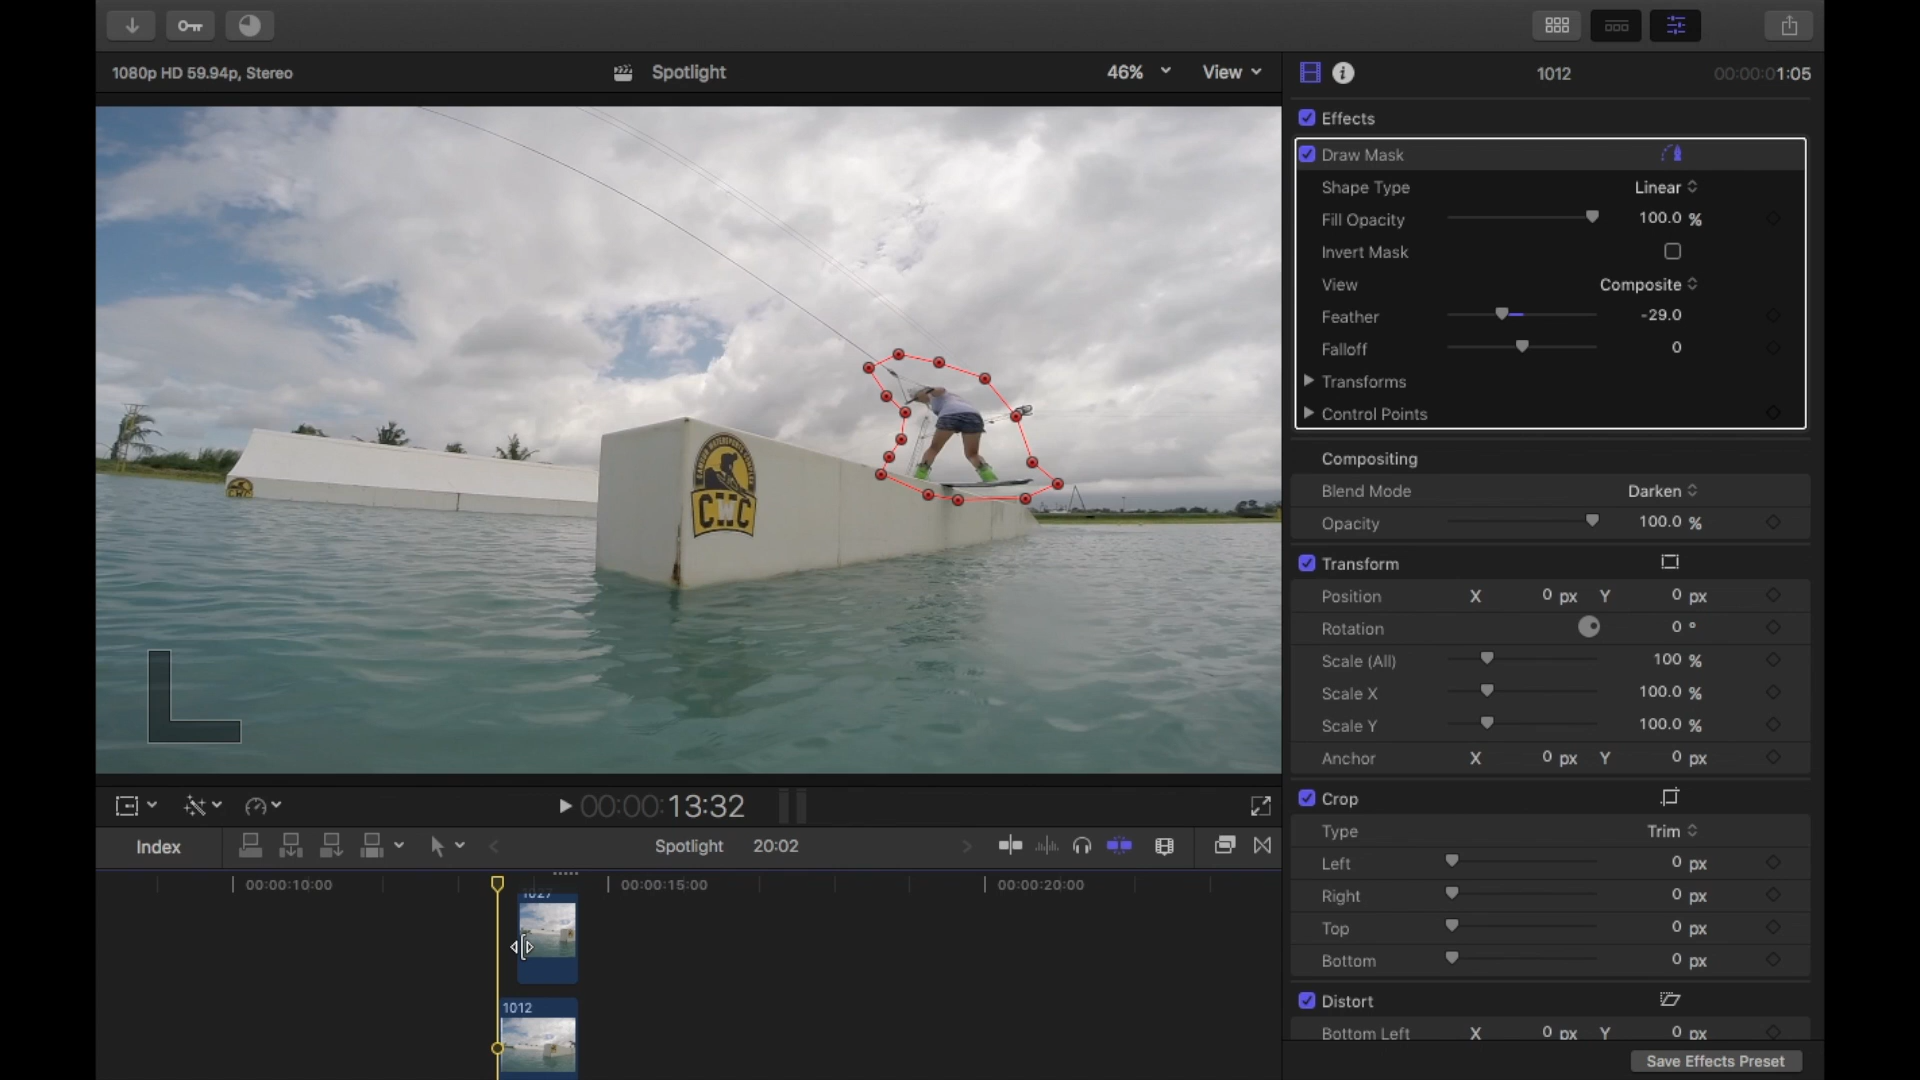 1080p HD 59.94p, Stereo
Spotlight
46%
View
1012
00:00:01:05
Effects
Draw Mask
Shape Type
Linear
Fill Opacity
100.0 %
Invert Mask
View
Composite
Feather
-29.0
Falloff
0
Transforms
Control Points
Compositing
Blend Mode
Darken
Opacity
100.0 %
Transform
Position X 0 px Y 0 px
Rotation
0 °
Scale (All)
100 %
Scale X
100.0 %
Scale Y
100.0 %
Anchor X 0 px Y 0 px
Crop
Type
Trim
Left
0 px
Right
0 px
Top
0 px
Bottom
0 px
Distort
Bottom Left X 0 px Y 0 px
Save Effects Preset
CWC
00:00:13:32
Index
Spotlight 20:02
00:00:10:00
00:00:15:00
00:00:20:00
1027
1012